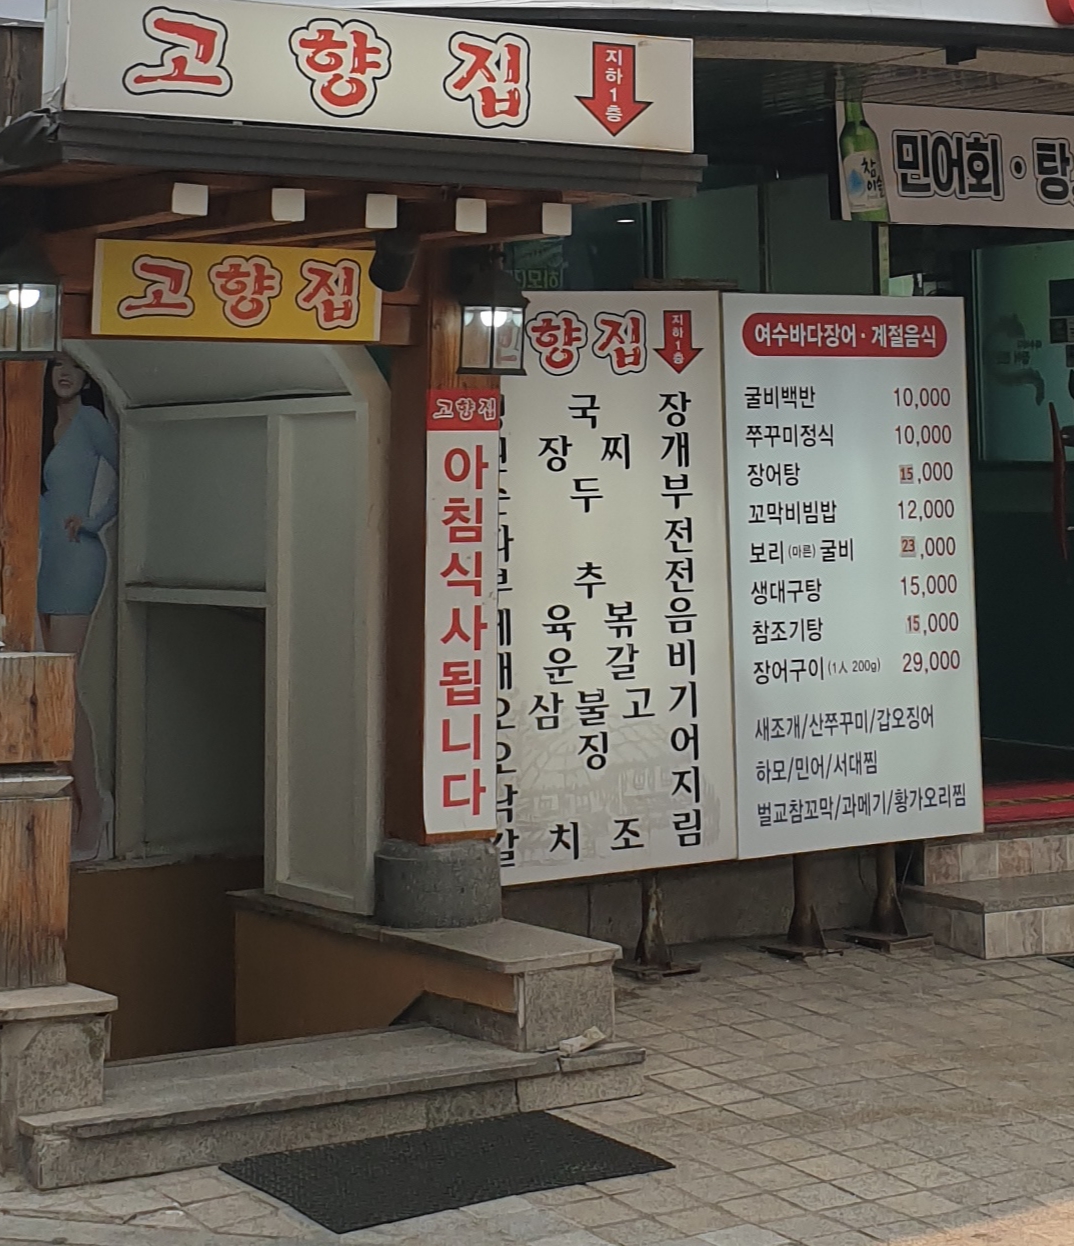 고향집
지하1층
민어회·탕
참이슬
고향집
향집
지하1층
고향집
아침식사됩니다
국 장
장 찌 개
두 부
전
추 전
육 볶 음
운 갈 비
삼 불 고 기
징 어
지
갈 치 조 림
여수바다장어·계절음식
굴비백반 10,000
쭈꾸미정식 10,000
장어탕 15,000
꼬막비빔밥 12,000
보리(마른)굴비 23,000
생대구탕 15,000
참조기탕 15,000
장어구이(1人 200g) 29,000
새조개/산쭈꾸미/갑오징어
하모/민어/서대찜
벌교참꼬막/과메기/황가오리찜